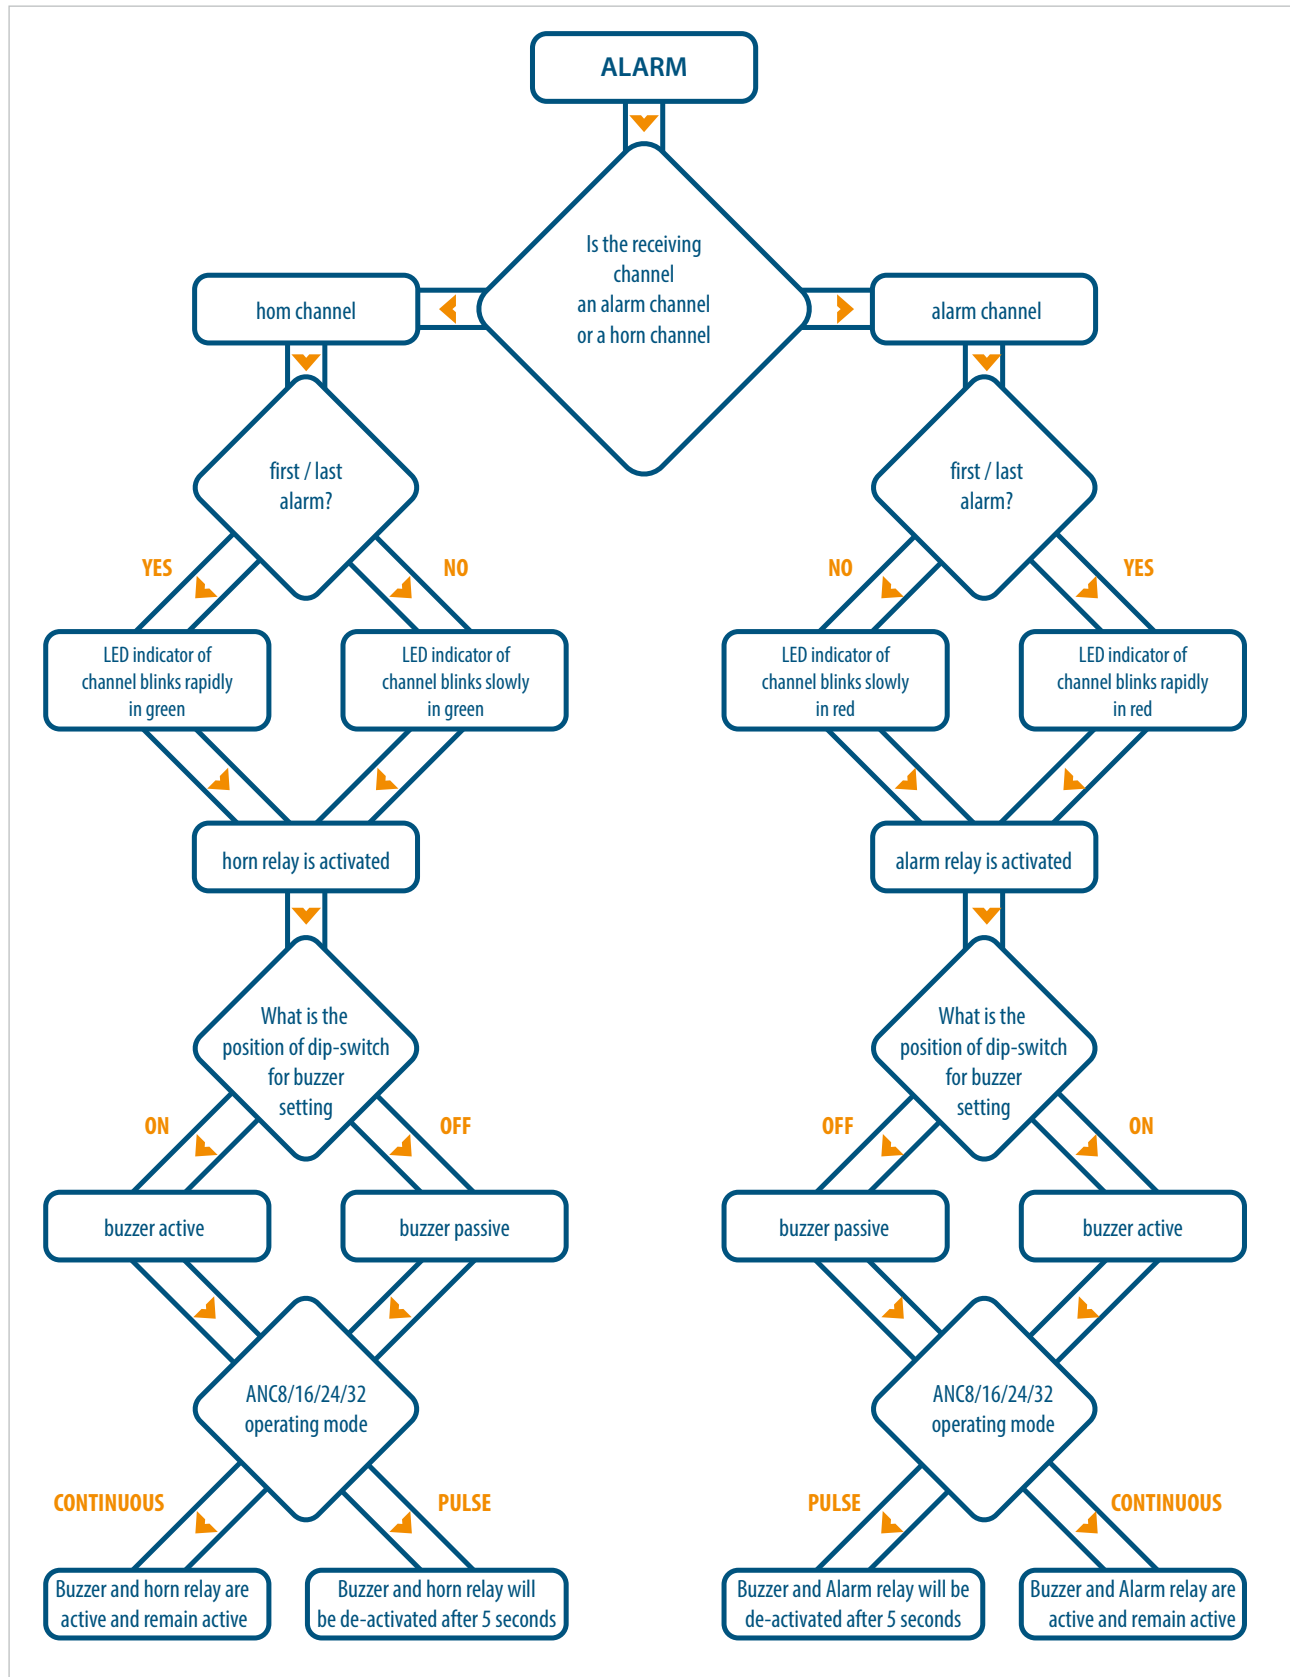 ALARM
Is the receiving
channel
an alarm channel
or a horn channel
hom channel
alarm channel
first / last
alarm?
first / last
alarm?
YES
NO
NO
YES
LED indicator of
channel blinks rapidly
in green
LED indicator of
channel blinks slowly
in green
LED indicator of
channel blinks slowly
in red
LED indicator of
channel blinks rapidly
in red
horn relay is activated
alarm relay is activated
What is the
position of dip-switch
for buzzer
setting
What is the
position of dip-switch
for buzzer
setting
ON
OFF
OFF
ON
buzzer active
buzzer passive
buzzer passive
buzzer active
ANC8/16/24/32
operating mode
ANC8/16/24/32
operating mode
CONTINUOUS
PULSE
PULSE
CONTINUOUS
Buzzer and horn relay are
active and remain active
Buzzer and horn relay will
be de-activated after 5 seconds
Buzzer and Alarm relay will be
de-activated after 5 seconds
Buzzer and Alarm relay are
active and remain active